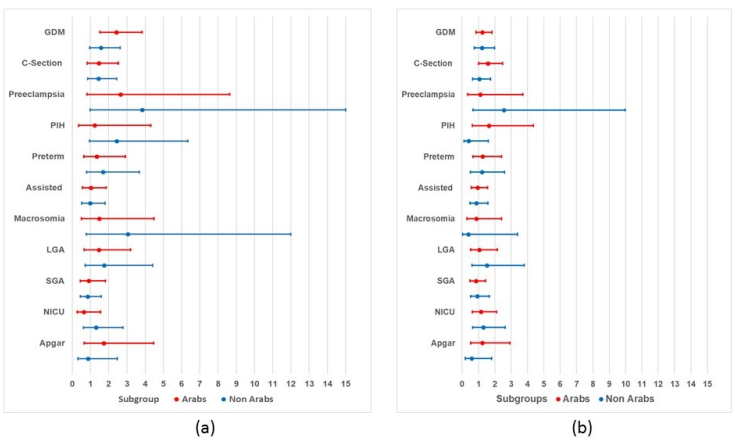 GDM
C-Section
Preeclampsia
PIH
Preterm
Assisted
Macrosomia
LGA
SGA
NICU
Apgar
0 1 2 3 4 5 6 7 8 9 10 11 12 13 14 15
Subgroup Arabs Non Arabs
(a)
GDM
C-Section
Preeclampsia
PIH
Preterm
Assisted
Macrosomia
LGA
SGA
NICU
Apgar
0 1 2 3 4 5 6 7 8 9 10 11 12 13 14 15
Subgroups Arabs Non Arabs
(b)